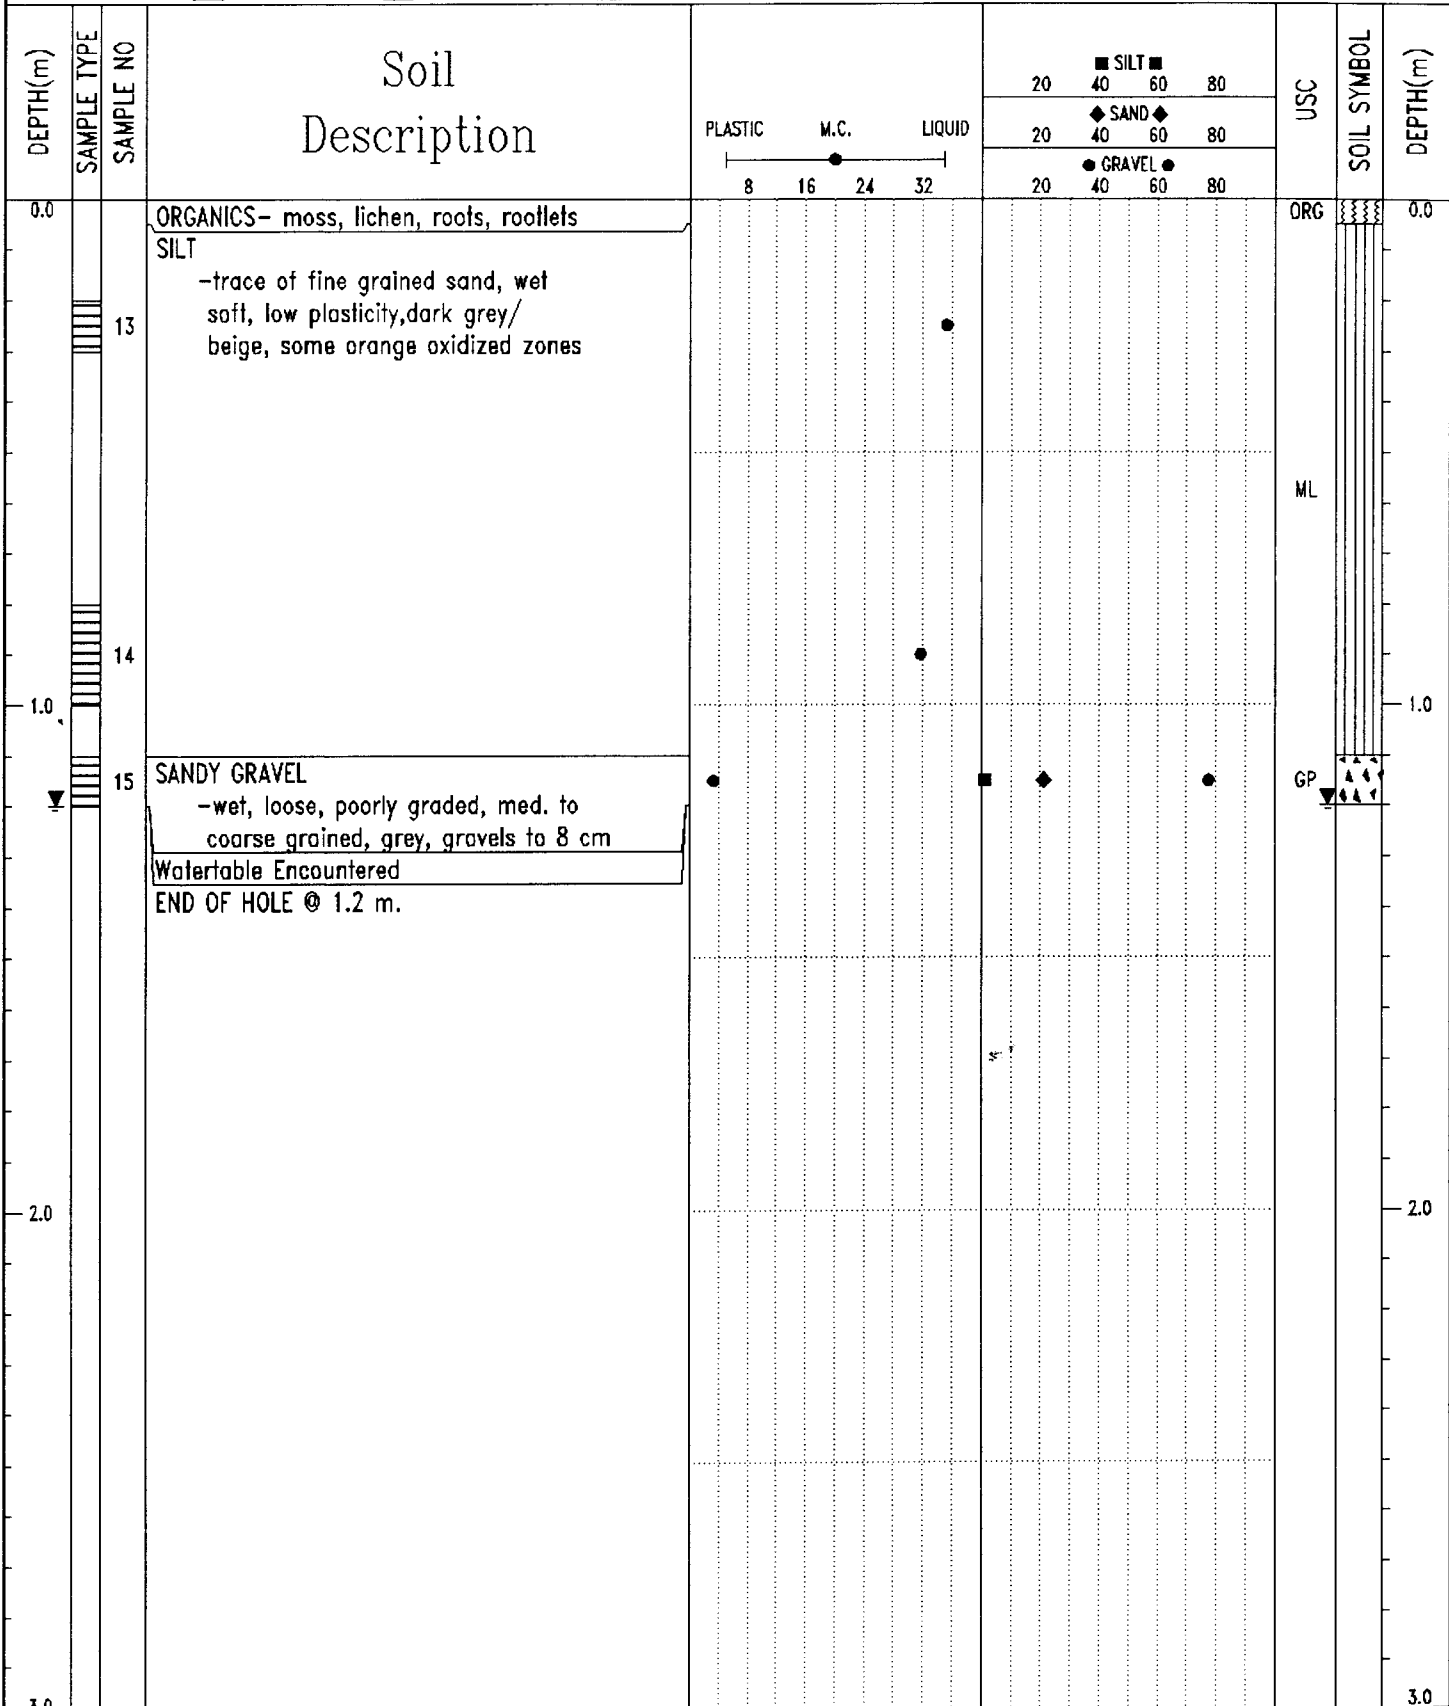 DEPTH(m)
SAMPLE TYPE
SAMPLE NO
Soil
Description
PLASTIC M.C. LIQUID
8 16 24 32
■ SILT ■
20 40 60 80
◆ SAND ◆
20 40 60 80
● GRAVEL ●
20 40 60 80
USC
SOIL SYMBOL
DEPTH(m)
0.0 ORGANICS- moss, lichen, roots, rootlets ORG 0.0
SILT
-trace of fine grained sand, wet
soft, low plasticity,dark grey/
13
beige, some orange oxidized zones
ML
14
1.0 1.0
15 SANDY GRAVEL GP
-wet, loose, poorly graded, med. to
coarse grained, grey, gravels to 8 cm
Watertable Encountered
END OF HOLE @ 1.2 m.
2.0 2.0
3.0 3.0